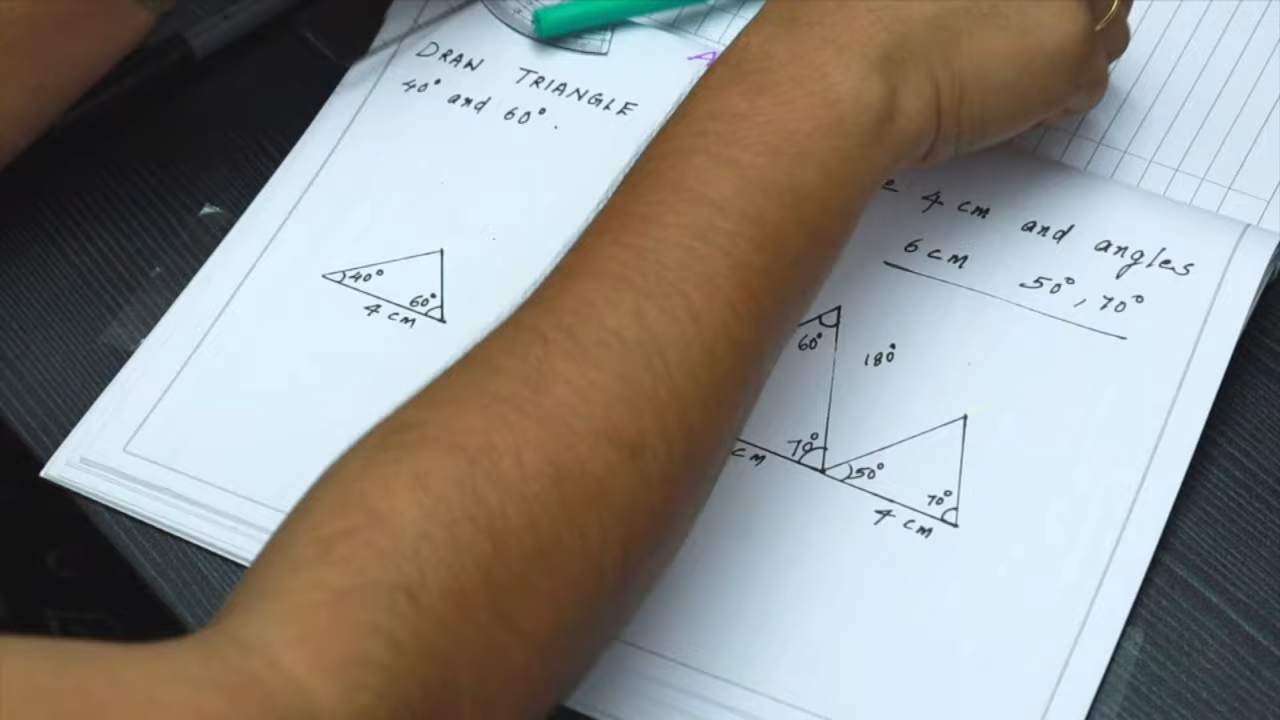 DRAW TRIANGLE
40° and 60°.
40°
60°
4 cm
4 cm and angles
6 cm 50°, 70°
60°
180°
70°
cm
50°
70°
4 cm